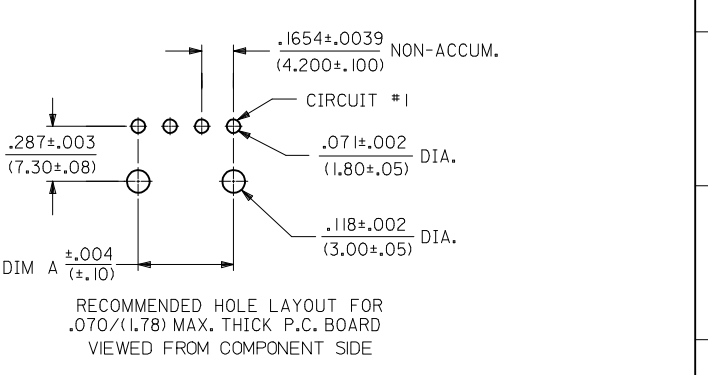 .1654±.0039 NON-ACCUM.
(4.200±.100)
CIRCUIT #1
.287±.003
(7.30±.08)
.071±.002 DIA.
(1.80±.05)
.118±.002 DIA.
(3.00±.05)
DIM A ±.004
(±.10)
RECOMMENDED HOLE LAYOUT FOR
.070/(1.78) MAX. THICK P.C. BOARD
VIEWED FROM COMPONENT SIDE